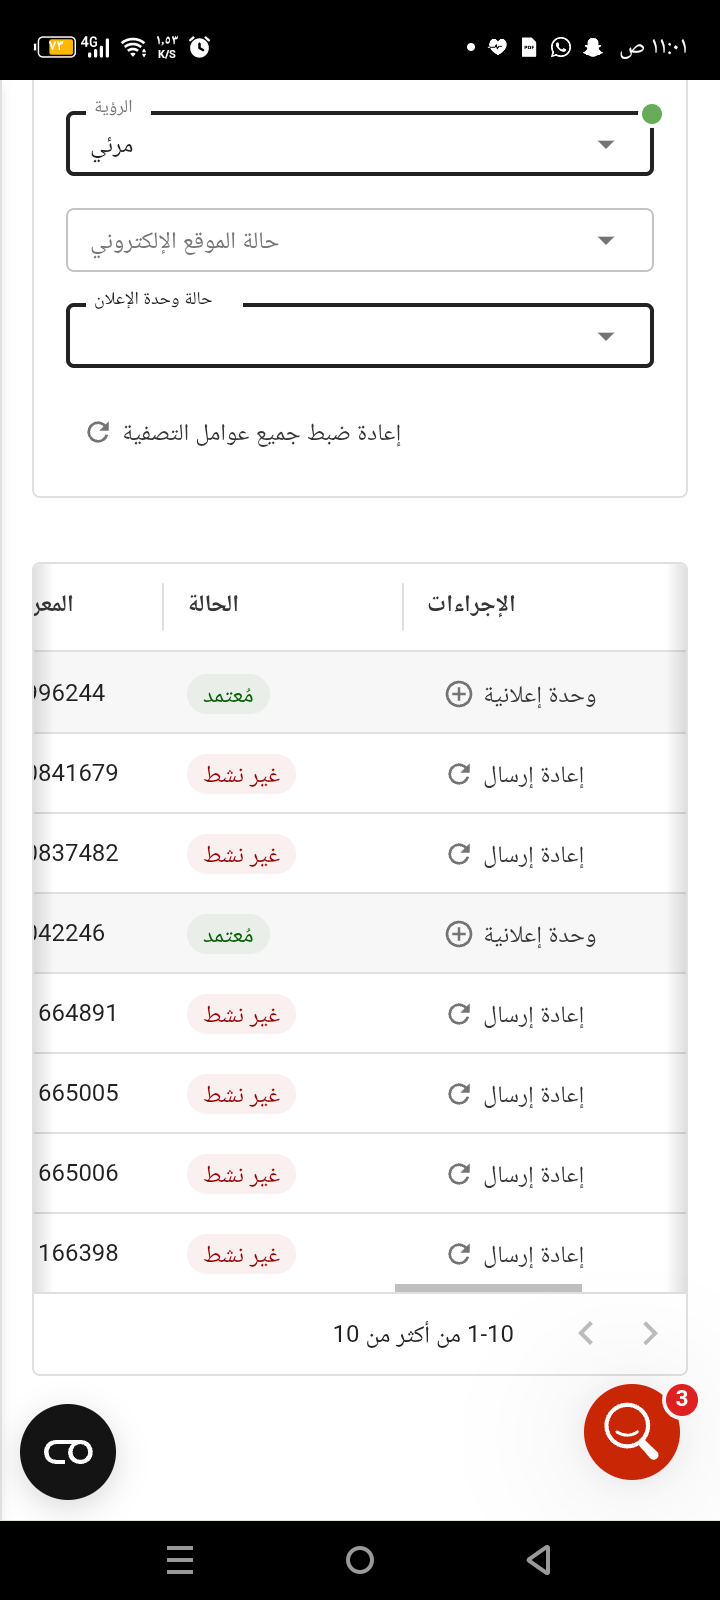 ٧٣ 4G ١,٥٣ K/S PDF ١١:٠١ ص
الرؤية
مرئي
حالة الموقع الإلكتروني
حالة وحدة الإعلان
إعادة ضبط جميع عوامل التصفية
المعر الحالة الإجراءات
96244 مُعتمد وحدة إعلانية
841679 غير نشط إعادة إرسال
837482 غير نشط إعادة إرسال
42246 مُعتمد وحدة إعلانية
664891 غير نشط إعادة إرسال
665005 غير نشط إعادة إرسال
665006 غير نشط إعادة إرسال
166398 غير نشط إعادة إرسال
1-10 من أكثر من 10
3